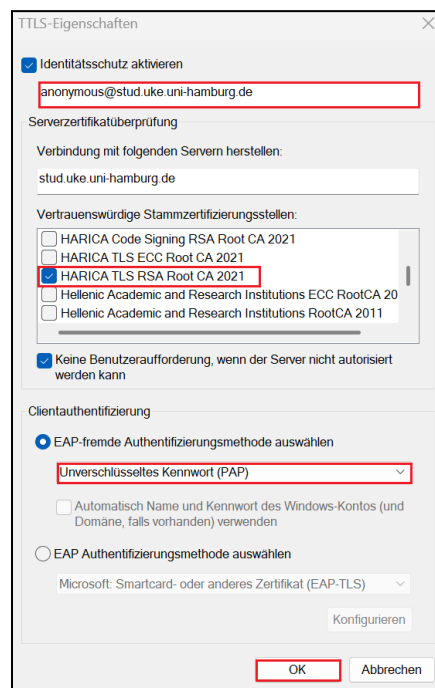 TTLS-Eigenschaften
Identitätsschutz aktivieren
anonymous@stud.uke.uni-hamburg.de
Serverzertifikatüberprüfung
Verbindung mit folgenden Servern herstellen:
stud.uke.uni-hamburg.de
Vertrauenswürdige Stammzertifizierungsstellen:
HARICA Code Signing RSA Root CA 2021
HARICA TLS ECC Root CA 2021
HARICA TLS RSA Root CA 2021
Hellenic Academic and Research Institutions ECC RootCA 20
Hellenic Academic and Research Institutions RootCA 2011
Keine Benutzeraufforderung, wenn der Server nicht autorisiert
werden kann
Clientauthentifizierung
EAP-fremde Authentifizierungsmethode auswählen
Unverschlüsseltes Kennwort (PAP)
Automatisch Name und Kennwort des Windows-Kontos (und
Domäne, falls vorhanden) verwenden
EAP Authentifizierungsmethode auswählen
Microsoft: Smartcard- oder anderes Zertifikat (EAP-TLS)
Konfigurieren
OK
Abbrechen